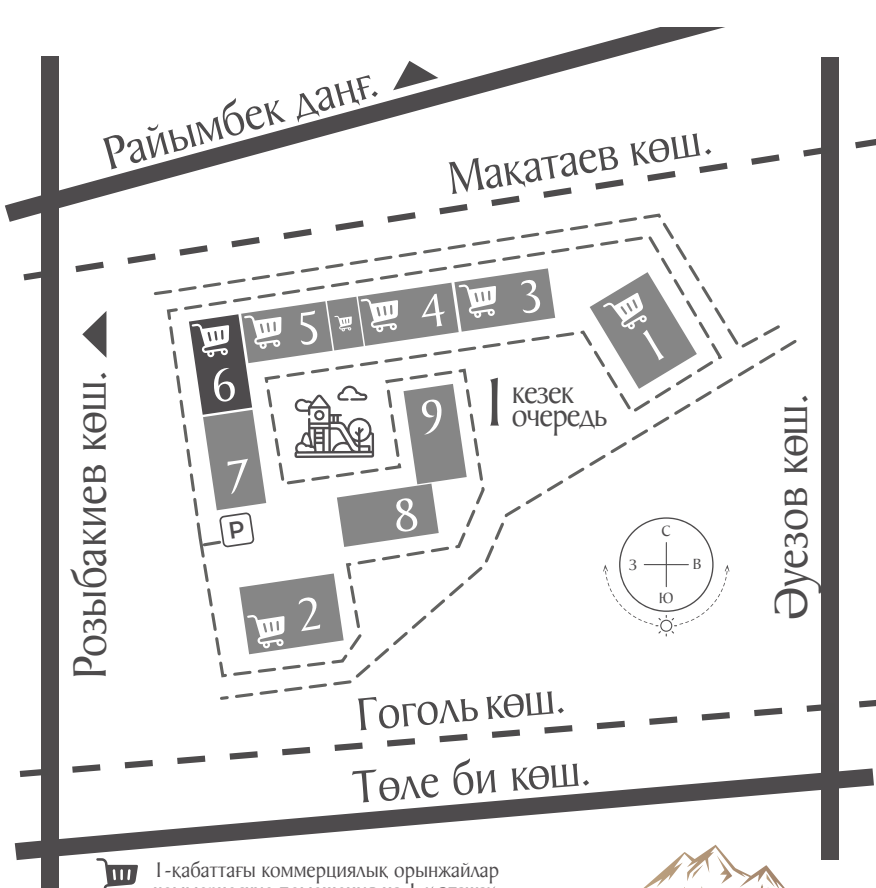 Райымбек даңғ.
Мақатаев көш.
5
4
3
1
6
9
1 кезек
очередь
7
8
P
2
С
З
В
Ю
Розыбакиев көш.
Әуезов көш.
Гоголь көш.
Төле би көш.
1-қабаттағы коммерциялық орынжайлар